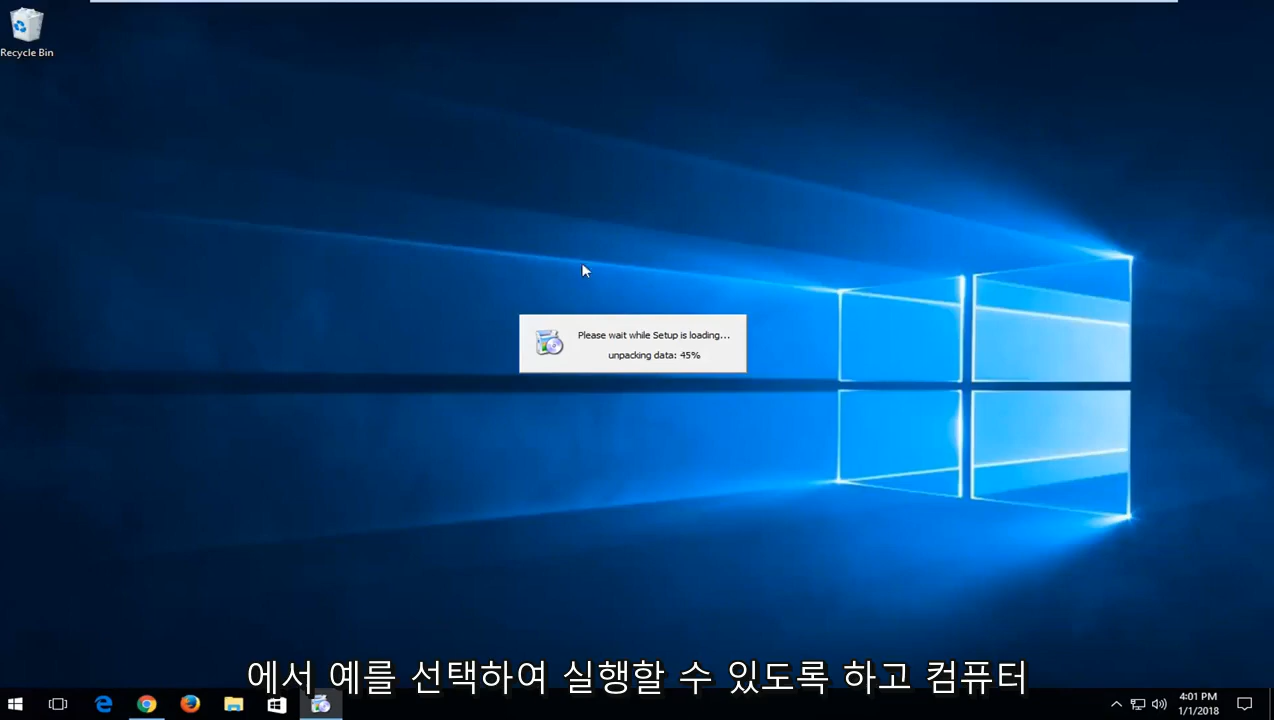 Recycle Bin
Please wait while Setup is loading...
unpacking data: 45%
에서 예를 선택하여 실행할 수 있도록 하고 컴퓨터
4:01 PM
1/1/2018